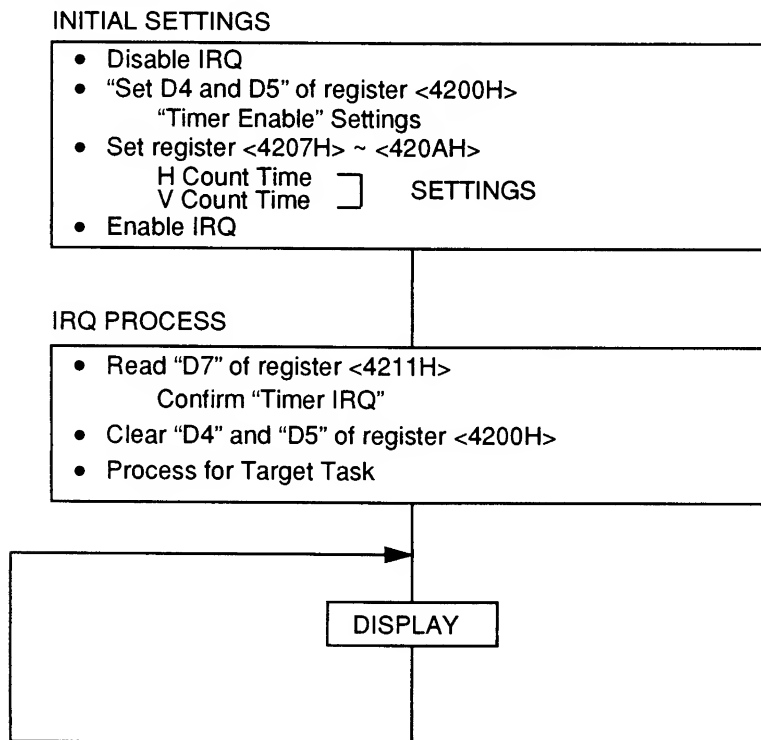 INITIAL SETTINGS
• Disable IRQ
• “Set D4 and D5” of register <4200H>
“Timer Enable” Settings
• Set register <4207H> ~ <420AH>
H Count Time
V Count Time
SETTINGS
• Enable IRQ
IRQ PROCESS
• Read “D7” of register <4211H>
Confirm “Timer IRQ”
• Clear “D4” and “D5” of register <4200H>
• Process for Target Task
DISPLAY